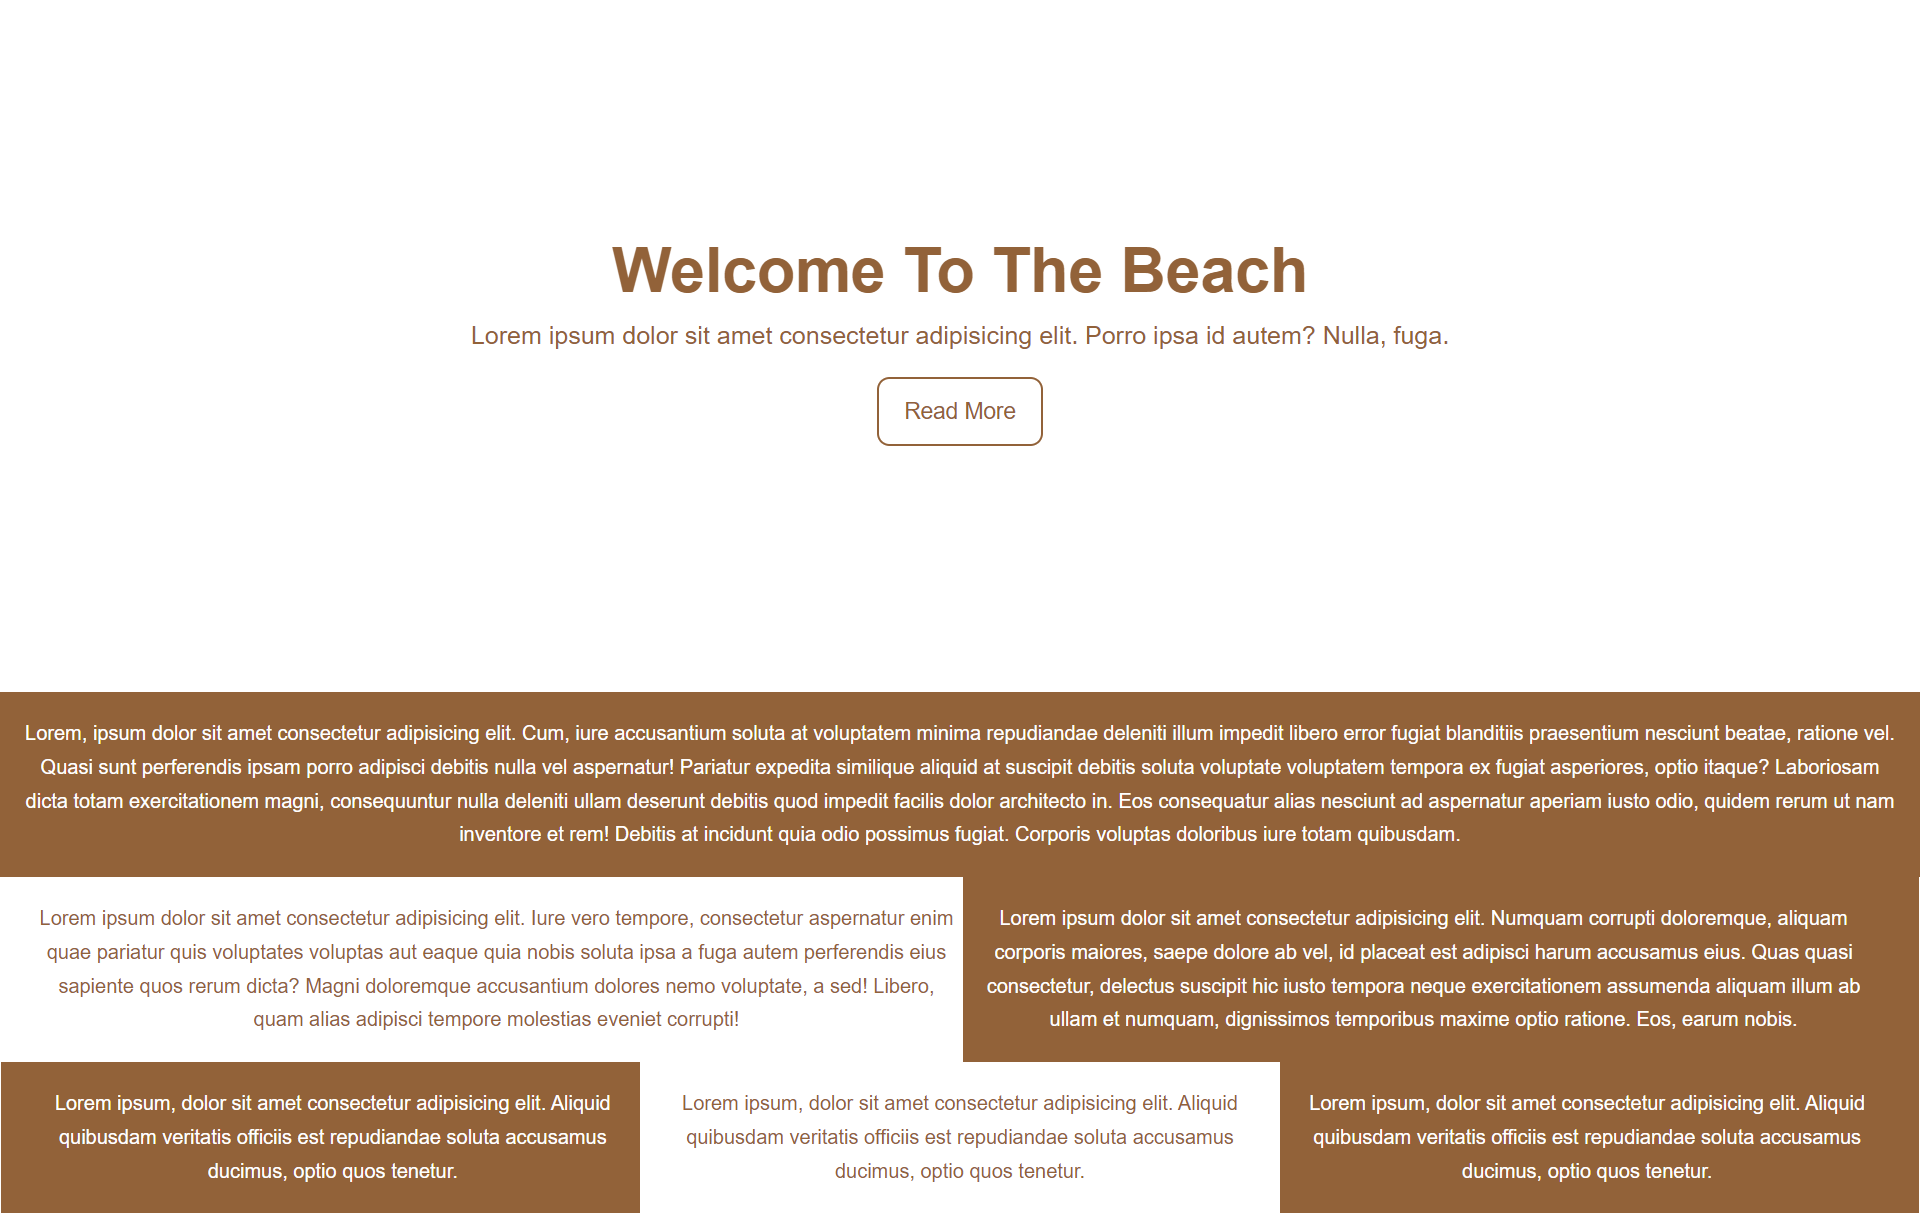 Welcome To The Beach
Lorem ipsum dolor sit amet consectetur adipisicing elit. Porro ipsa id autem? Nulla, fuga.
Read More
Lorem, ipsum dolor sit amet consectetur adipisicing elit. Cum, iure accusantium soluta at voluptatem minima repudiandae deleniti illum impedit libero error fugiat blanditiis praesentium nesciunt beatae, ratione vel.
Quasi sunt perferendis ipsam porro adipisci debitis nulla vel aspernatur! Pariatur expedita similique aliquid at suscipit debitis soluta voluptate voluptatem tempora ex fugiat asperiores, optio itaque? Laboriosam
dicta totam exercitationem magni, consequuntur nulla deleniti ullam deserunt debitis quod impedit facilis dolor architecto in. Eos consequatur alias nesciunt ad aspernatur aperiam iusto odio, quidem rerum ut nam
inventore et rem! Debitis at incidunt quia odio possimus fugiat. Corporis voluptas doloribus iure totam quibusdam.
Lorem ipsum dolor sit amet consectetur adipisicing elit. Iure vero tempore, consectetur aspernatur enim
quae pariatur quis voluptates voluptas aut eaque quia nobis soluta ipsa a fuga autem perferendis eius
sapiente quos rerum dicta? Magni doloremque accusantium dolores nemo voluptate, a sed! Libero,
quam alias adipisci tempore molestias eveniet corrupti!
Lorem ipsum dolor sit amet consectetur adipisicing elit. Numquam corrupti doloremque, aliquam
corporis maiores, saepe dolore ab vel, id placeat est adipisci harum accusamus eius. Quas quasi
consectetur, delectus suscipit hic iusto tempora neque exercitationem assumenda aliquam illum ab
ullam et numquam, dignissimos temporibus maxime optio ratione. Eos, earum nobis.
Lorem ipsum, dolor sit amet consectetur adipisicing elit. Aliquid
quibusdam veritatis officiis est repudiandae soluta accusamus
ducimus, optio quos tenetur.
Lorem ipsum, dolor sit amet consectetur adipisicing elit. Aliquid
quibusdam veritatis officiis est repudiandae soluta accusamus
ducimus, optio quos tenetur.
Lorem ipsum, dolor sit amet consectetur adipisicing elit. Aliquid
quibusdam veritatis officiis est repudiandae soluta accusamus
ducimus, optio quos tenetur.